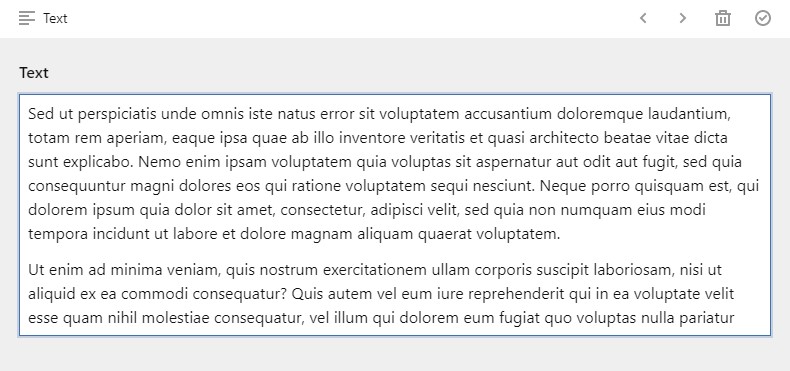 Text
Text
Sed ut perspiciatis unde omnis iste natus error sit voluptatem accusantium doloremque laudantium,
totam rem aperiam, eaque ipsa quae ab illo inventore veritatis et quasi architecto beatae vitae dicta
sunt explicabo. Nemo enim ipsam voluptatem quia voluptas sit aspernatur aut odit aut fugit, sed quia
consequuntur magni dolores eos qui ratione voluptatem sequi nesciunt. Neque porro quisquam est, qui
dolorem ipsum quia dolor sit amet, consectetur, adipisci velit, sed quia non numquam eius modi
tempora incidunt ut labore et dolore magnam aliquam quaerat voluptatem.
Ut enim ad minima veniam, quis nostrum exercitationem ullam corporis suscipit laboriosam, nisi ut
aliquid ex ea commodi consequatur? Quis autem vel eum iure reprehenderit qui in ea voluptate velit
esse quam nihil molestiae consequatur, vel illum qui dolorem eum fugiat quo voluptas nulla pariatur